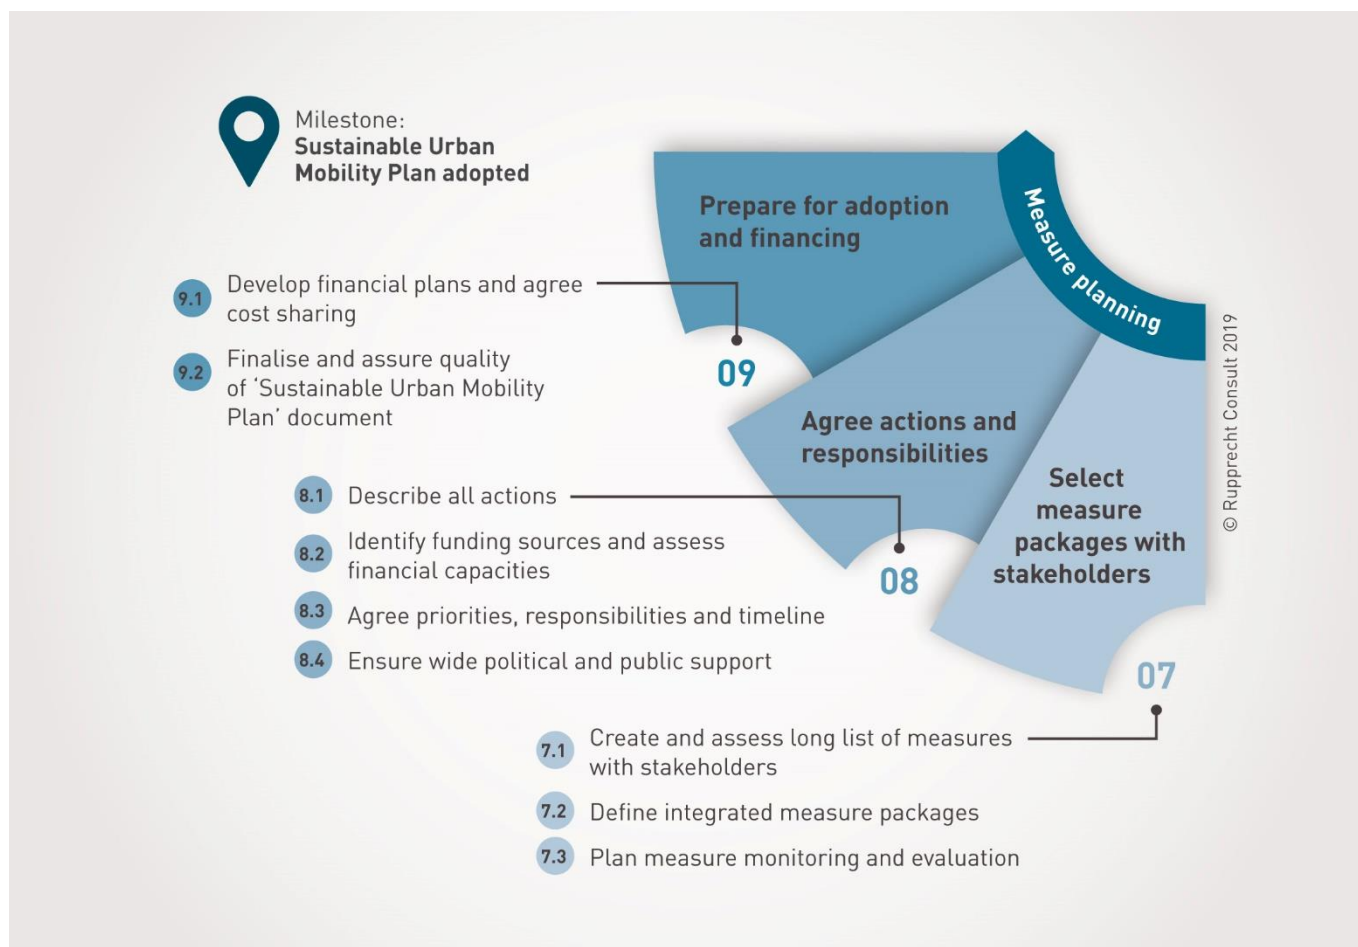 Milestone:
Sustainable Urban
Mobility Plan adopted
Prepare for adoption
and financing
Measure planning
9.1 Develop financial plans and agree
cost sharing
9.2 Finalise and assure quality
of ‘Sustainable Urban Mobility
Plan’ document
09
Agree actions and
responsibilities
8.1 Describe all actions
8.2 Identify funding sources and assess
financial capacities
8.3 Agree priorities, responsibilities and timeline
8.4 Ensure wide political and public support
08
Select
measure
packages with
stakeholders
07
7.1 Create and assess long list of measures
with stakeholders
7.2 Define integrated measure packages
7.3 Plan measure monitoring and evaluation
© Rupprecht Consult 2019